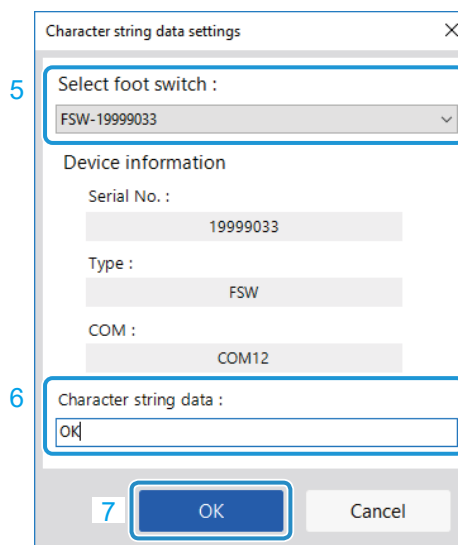 Character string data settings
5
Select foot switch :
FSW-19999033
Device information
Serial No. :
19999033
Type :
FSW
COM :
COM12
6
Character string data :
OK
7
OK Cancel